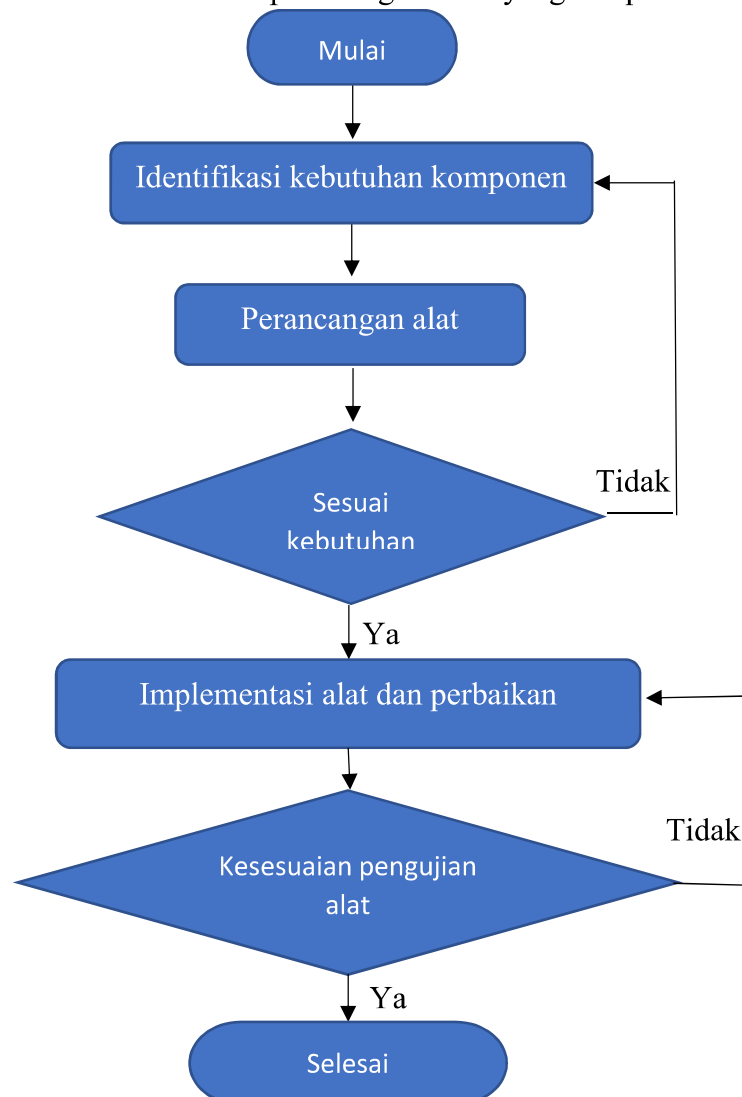 Mulai
Identifikasi kebutuhan komponen
Perancangan alat
Tidak
Sesuai
kebutuhan
Ya
Implementasi alat dan perbaikan
Tidak
Kesesuaian pengujian
alat
Ya
Selesai